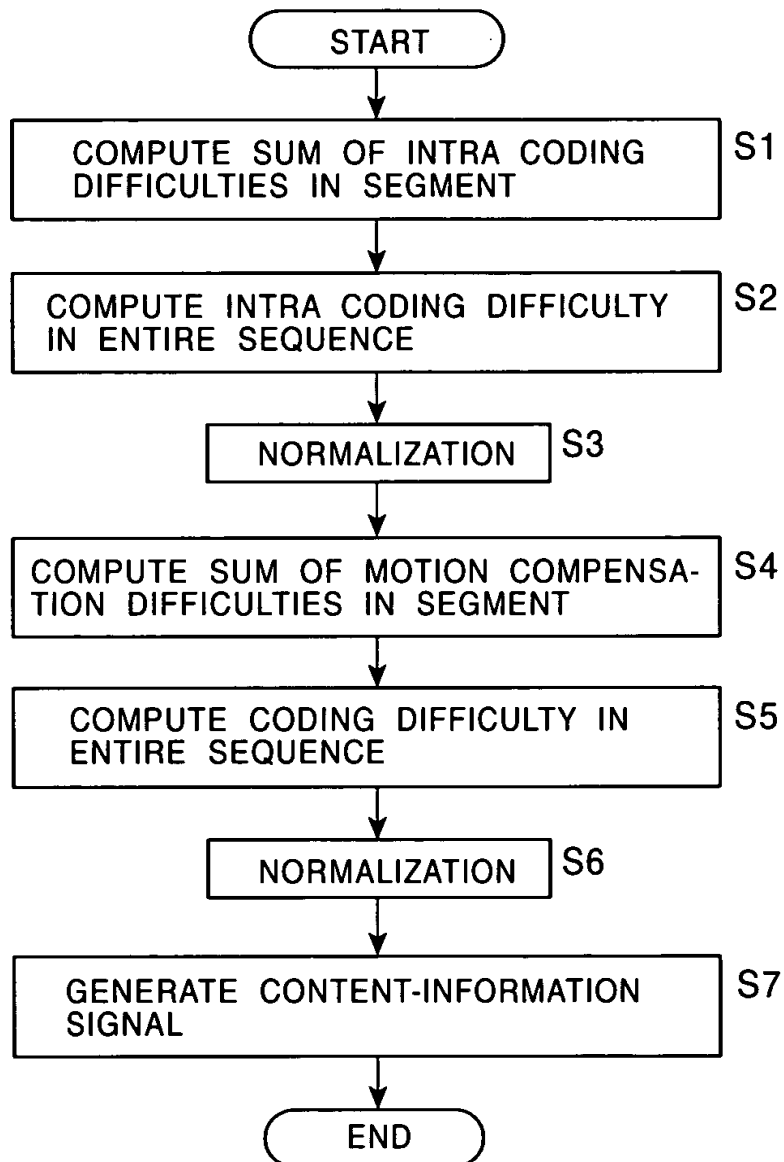 START
COMPUTE SUM OF INTRA CODING
DIFFICULTIES IN SEGMENT
S1
COMPUTE INTRA CODING DIFFICULTY
IN ENTIRE SEQUENCE
S2
NORMALIZATION
S3
COMPUTE SUM OF MOTION COMPENSA-
TION DIFFICULTIES IN SEGMENT
S4
COMPUTE CODING DIFFICULTY IN
ENTIRE SEQUENCE
S5
NORMALIZATION
S6
GENERATE CONTENT-INFORMATION
SIGNAL
S7
END